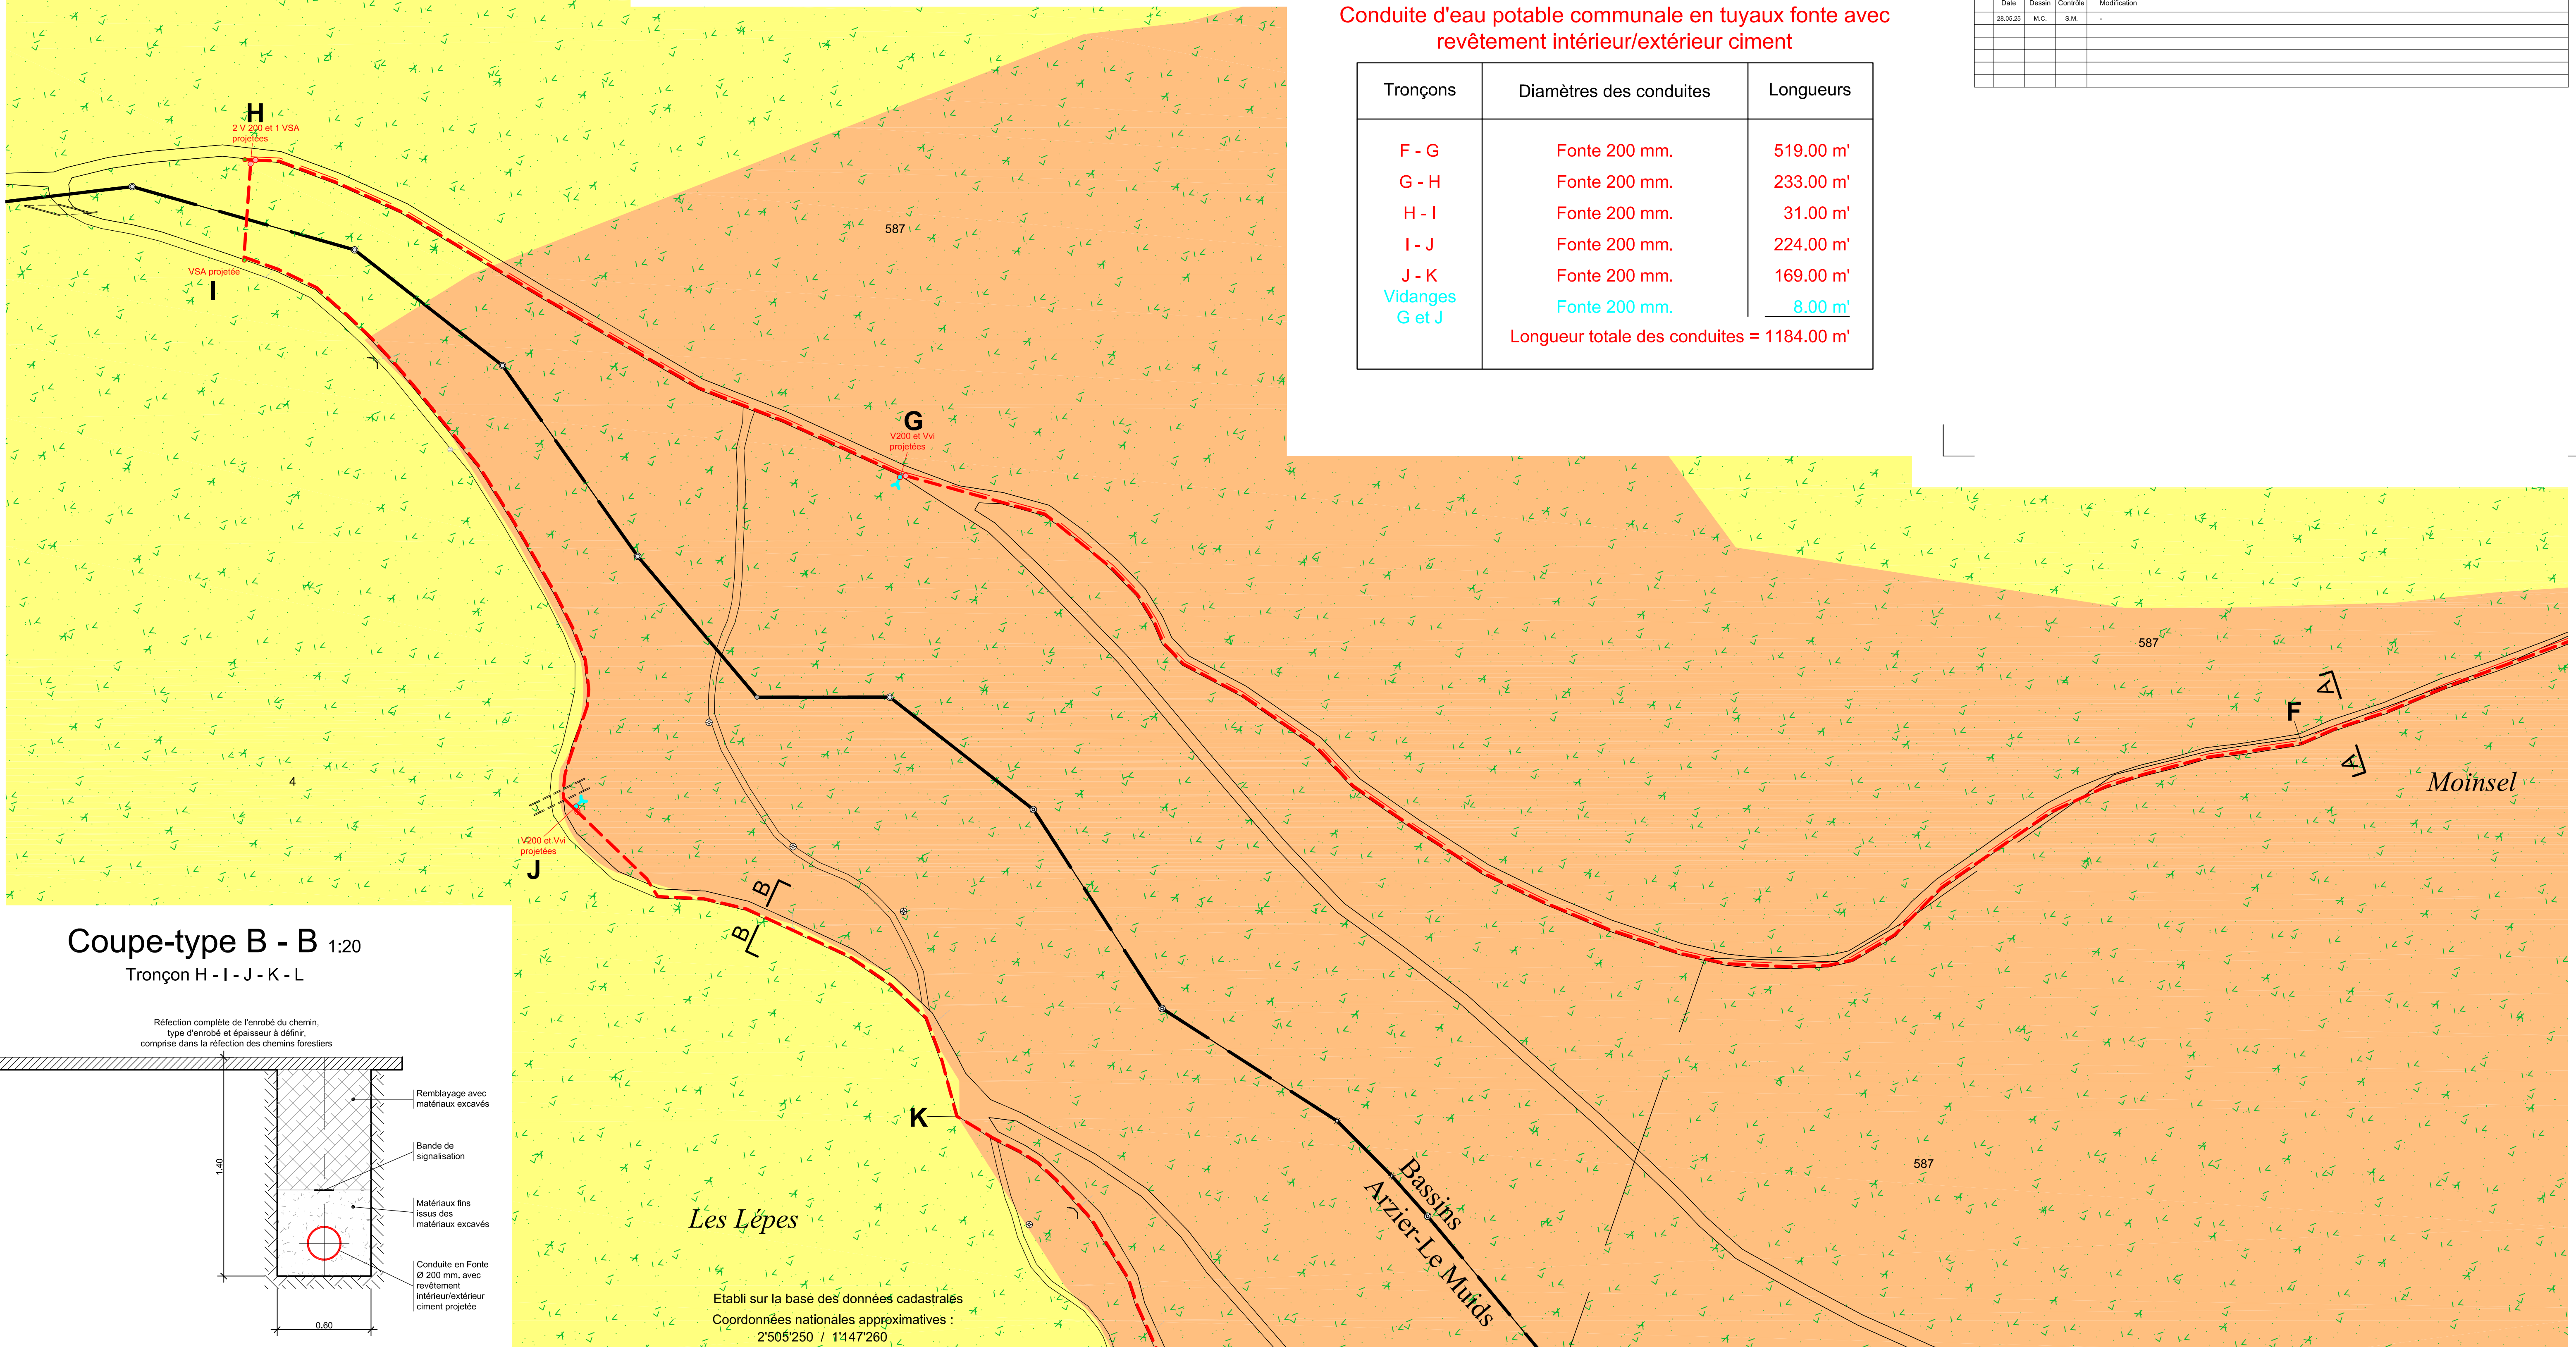 Conduite d'eau potable communale en tuyaux fonte avec
revêtement intérieur/extérieur ciment
Tronçons Diamètres des conduites Longueurs
F - G Fonte 200 mm. 519.00 m'
G - H Fonte 200 mm. 233.00 m'
H - I Fonte 200 mm. 31.00 m'
I - J Fonte 200 mm. 224.00 m'
J - K Fonte 200 mm. 169.00 m'
Vidanges
G et J Fonte 200 mm. 8.00 m'
Longueur totale des conduites = 1184.00 m'
Date Dessin Contrôle Modification
28.05.25 M.C. S.M. -
H
2 V 200 et 1 VSA
projetées
VSA projetée
I
587
G
V200 et Vvi
projetées
587
A
F
A
Moinsel
4
V200 et Vvi
projetées
J
B
B
K
587
Bassins
Arzier-Le Muids
Les Lépes
Coupe-type B - B 1:20
Tronçon H - I - J - K - L
Réfection complète de l'enrobé du chemin,
type d'enrobé et épaisseur à définir,
comprise dans la réfection des chemins forestiers
Remblayage avec
matériaux excavés
Bande de
signalisation
1.40
Matériaux fins
issus des
matériaux excavés
Conduite en Fonte
Ø 200 mm, avec
revêtement
intérieur/extérieur
ciment projetée
0.60
Etabli sur la base des données cadastrales
Coordonnées nationales approximatives :
2'505'250 / 1'147'260